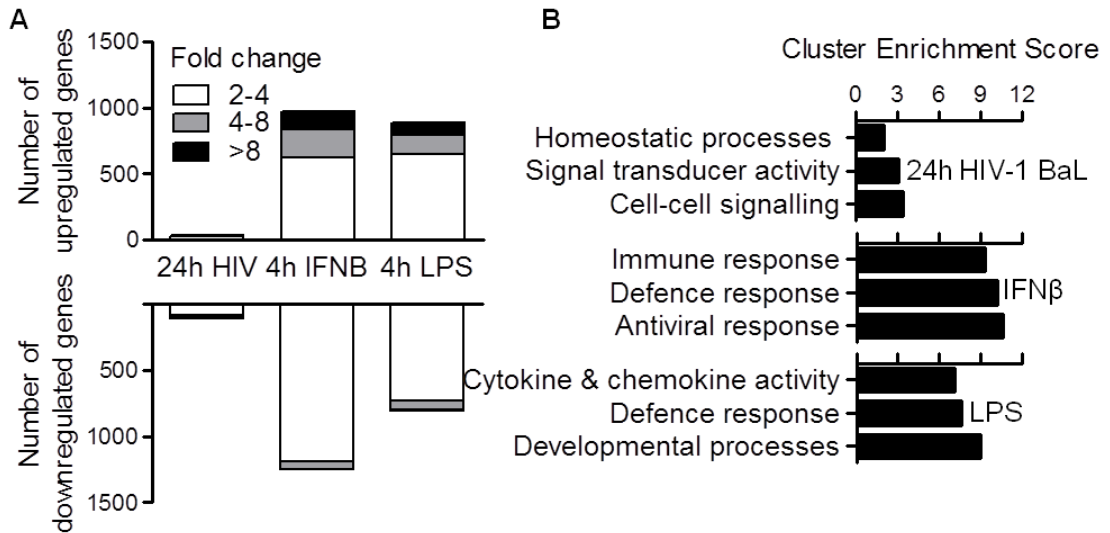 A
Number of
upregulated genes
1500
1000
500
0
Fold change
2-4
4-8
>8
24h HIV 4h IFNB 4h LPS
Number of
downregulated genes
500
1000
1500
B
Cluster Enrichment Score
0 3 6 9 12
Homeostatic processes
Signal transducer activity
24h HIV-1 BaL
Cell-cell signalling
Immune response
Defence response
IFNβ
Antiviral response
Cytokine & chemokine activity
Defence response
LPS
Developmental processes